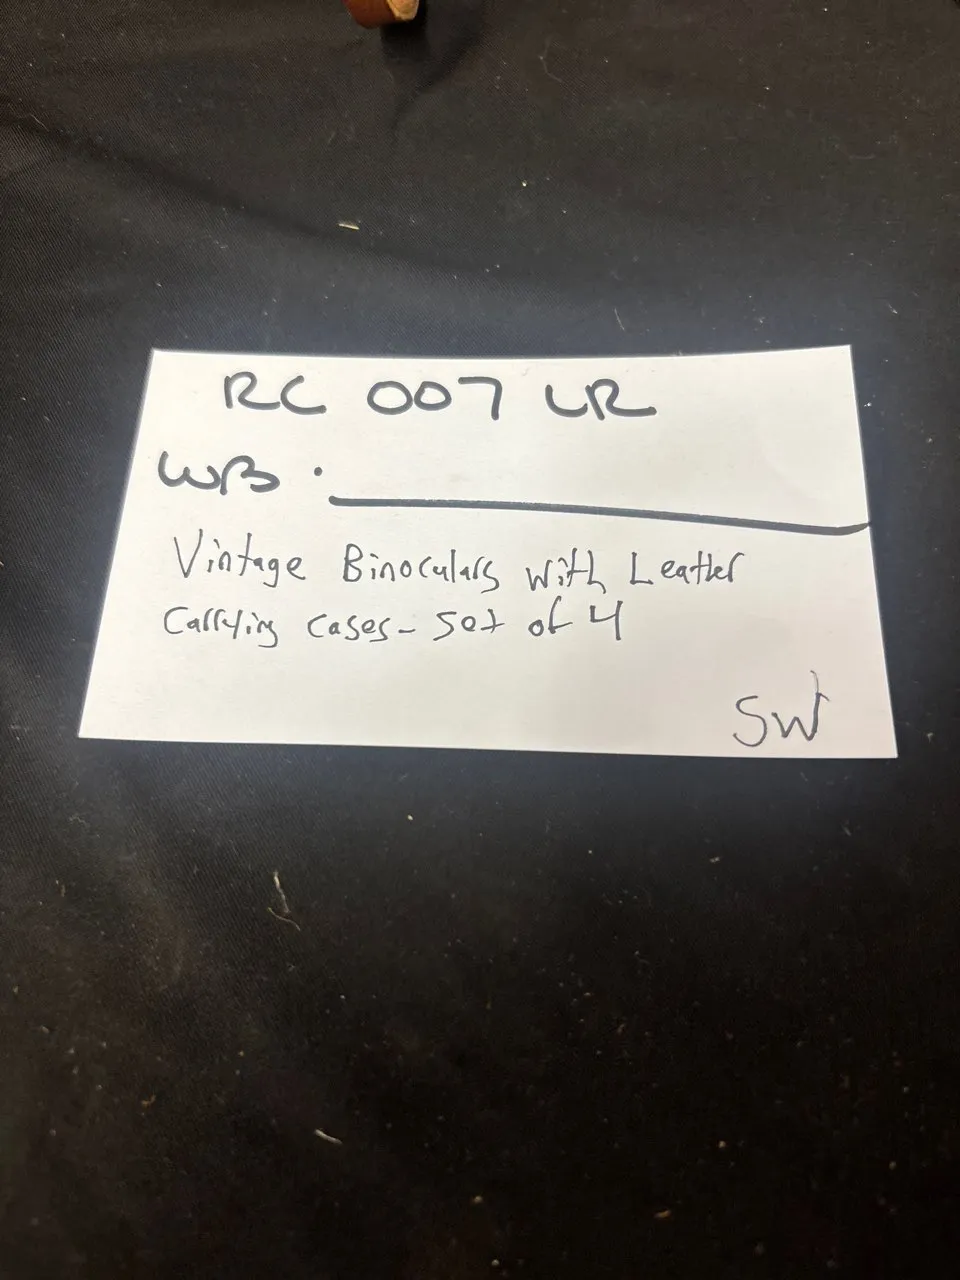 RC 007 LR
WB.
Vintage Binoculars with Leather
Carrying cases - set of 4
SW